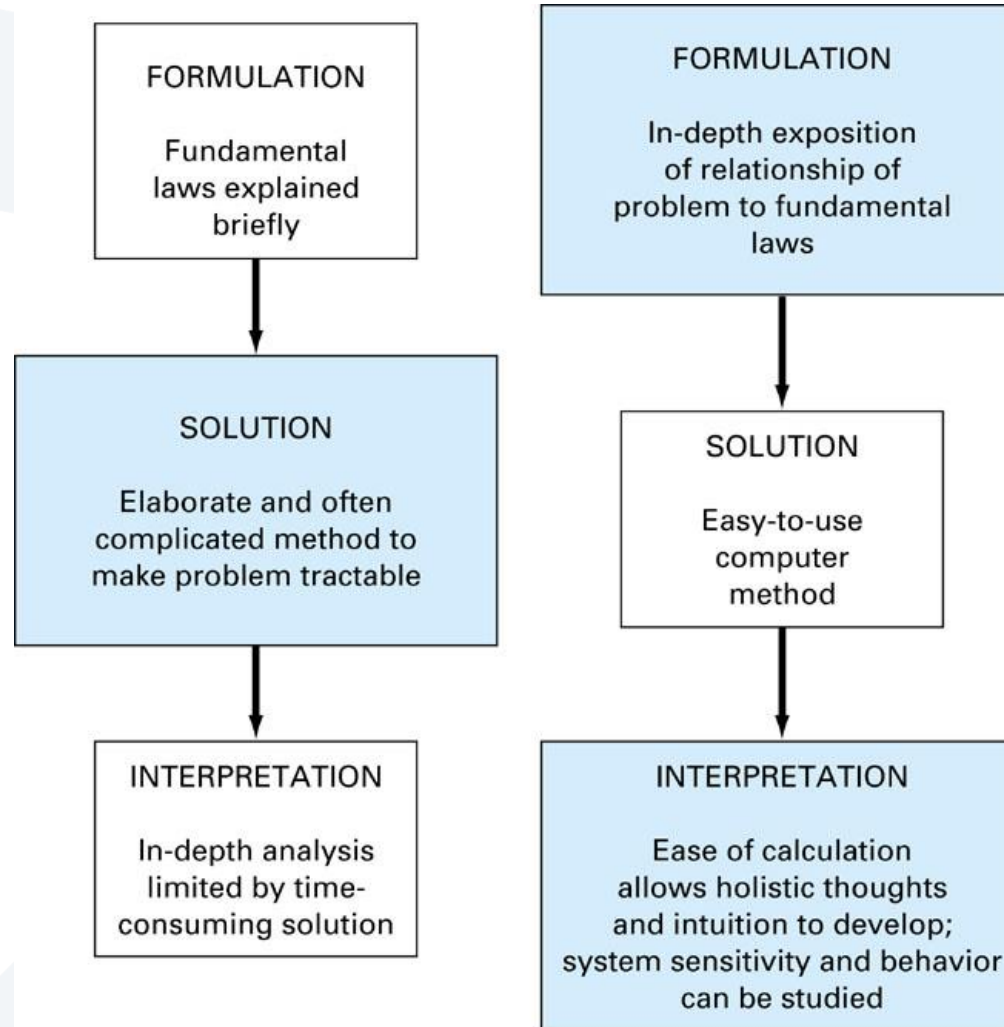 FORMULATION
Fundamental
laws explained
briefly
SOLUTION
Elaborate and often
complicated method to
make problem tractable
INTERPRETATION
In-depth analysis
limited by time-
consuming solution
FORMULATION
In-depth exposition
of relationship of
problem to fundamental
laws
SOLUTION
Easy-to-use
computer
method
INTERPRETATION
Ease of calculation
allows holistic thoughts
and intuition to develop;
system sensitivity and behavior
can be studied